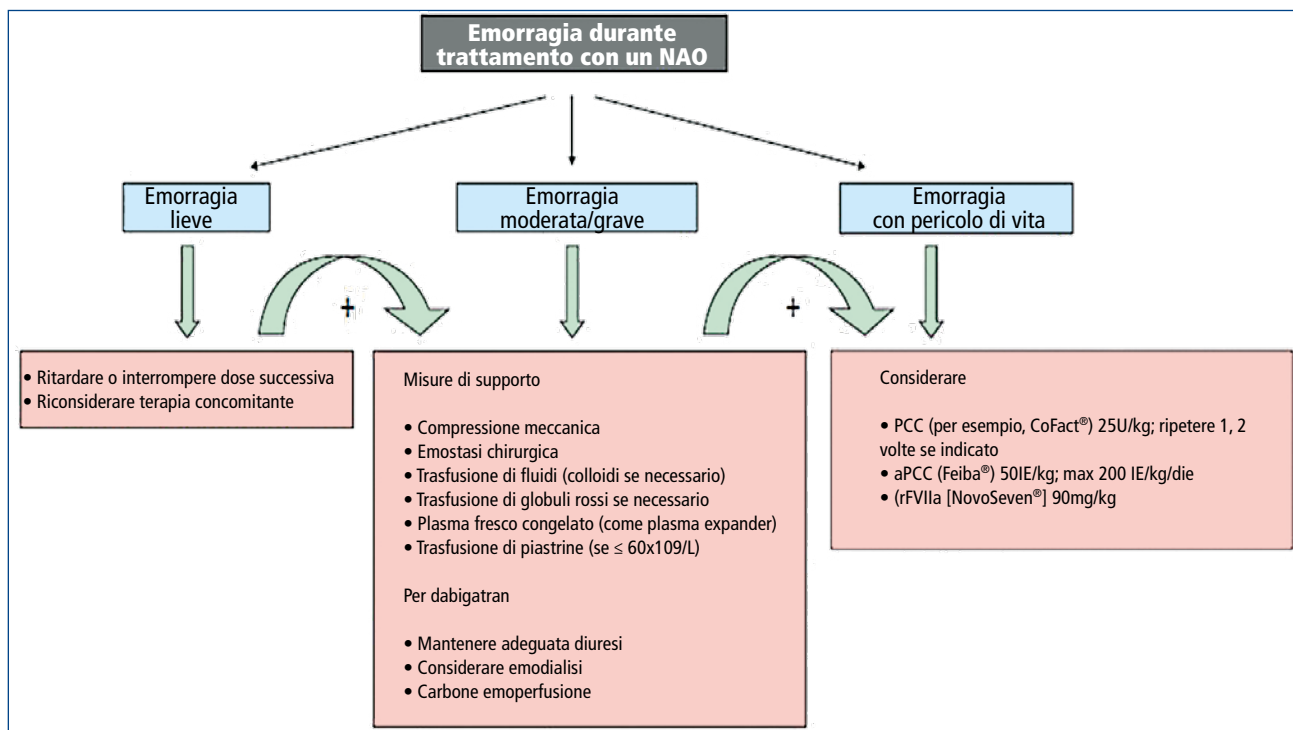 Emorragia durante
trattamento con un NAO
Emorragia
lieve
Emorragia
moderata/grave
Emorragia
con pericolo di vita
+
+
• Ritardare o interrompere dose successiva
• Riconsiderare terapia concomitante
Misure di supporto
• Compressione meccanica
• Emostasi chirurgica
• Trasfusione di fluidi (colloidi se necessario)
• Trasfusione di globuli rossi se necessario
• Plasma fresco congelato (come plasma expander)
• Trasfusione di piastrine (se ≤ 60x109/L)
Per dabigatran
• Mantenere adeguata diuresi
• Considerare emodialisi
• Carbone emoperfusione
Considerare
• PCC (per esempio, CoFact®) 25U/kg; ripetere 1, 2
volte se indicato
• aPCC (Feiba®) 50IE/kg; max 200 IE/kg/die
• (rFVIIa [NovoSeven®] 90mg/kg